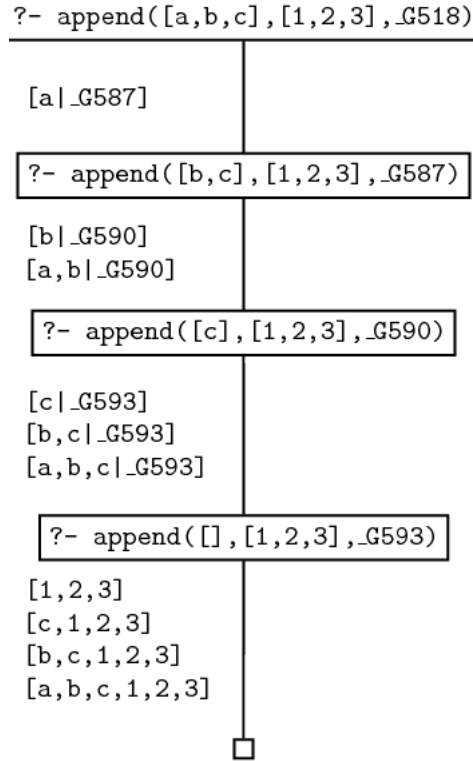 ?- append([a,b,c],[1,2,3],_G518)
[a|_G587]
?- append([b,c],[1,2,3],_G587)
[b|_G590]
[a,b|_G590]
?- append([c],[1,2,3],_G590)
[c|_G593]
[b,c|_G593]
[a,b,c|_G593]
?- append([],[1,2,3],_G593)
[1,2,3]
[c,1,2,3]
[b,c,1,2,3]
[a,b,c,1,2,3]